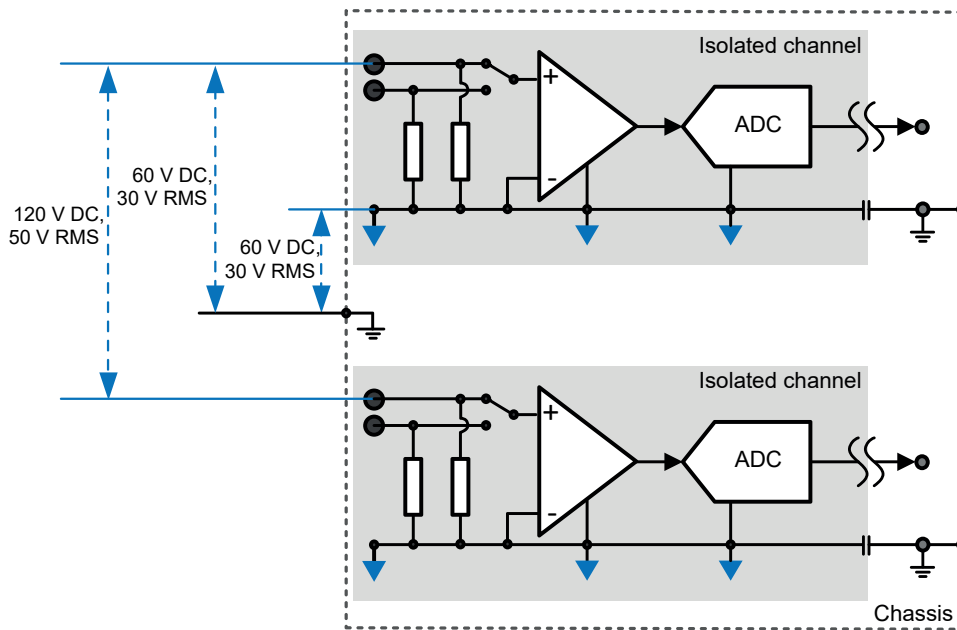 Isolated channel
+
-
ADC
60 V DC,
30 V RMS
120 V DC,
50 V RMS
60 V DC,
30 V RMS
Isolated channel
+
-
ADC
Chassis